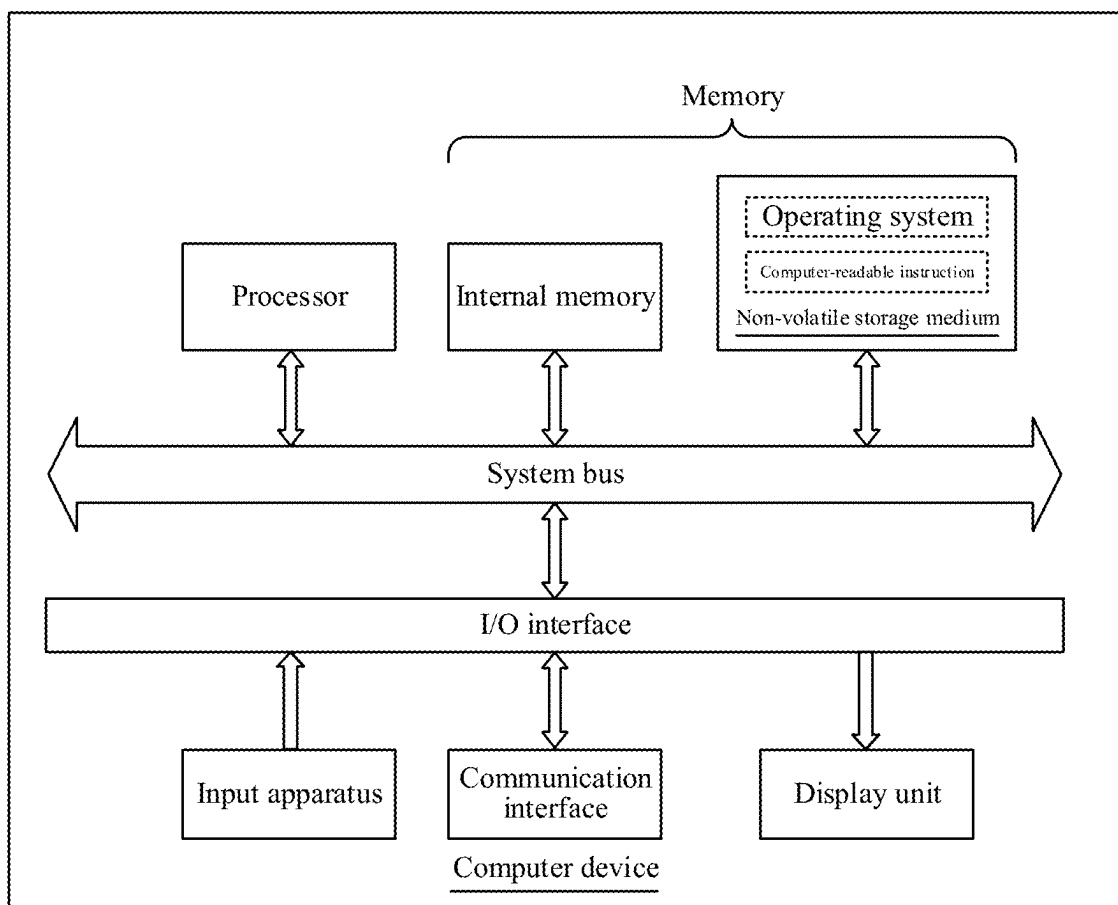 Memory
Operating system
Computer-readable instruction
Non-volatile storage medium
Processor
Internal memory
System bus
I/O interface
Input apparatus
Communication
interface
Display unit
Computer device